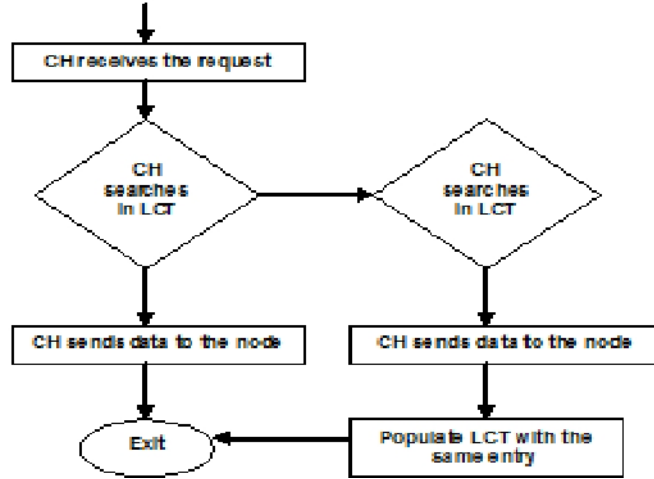 CH receives the request
CH
searches
in LCT
CH
searches
in LCT
CH sends data to the node
CH sends data to the node
Exit
Populate LCT with the
same entry